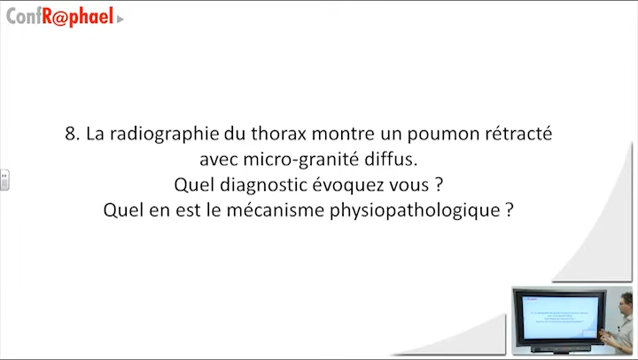 ConfR@phael
8. La radiographie du thorax montre un poumon rétracté
avec micro-granité diffus.
Quel diagnostic évoquez vous ?
Quel en est le mécanisme physiopathologique ?